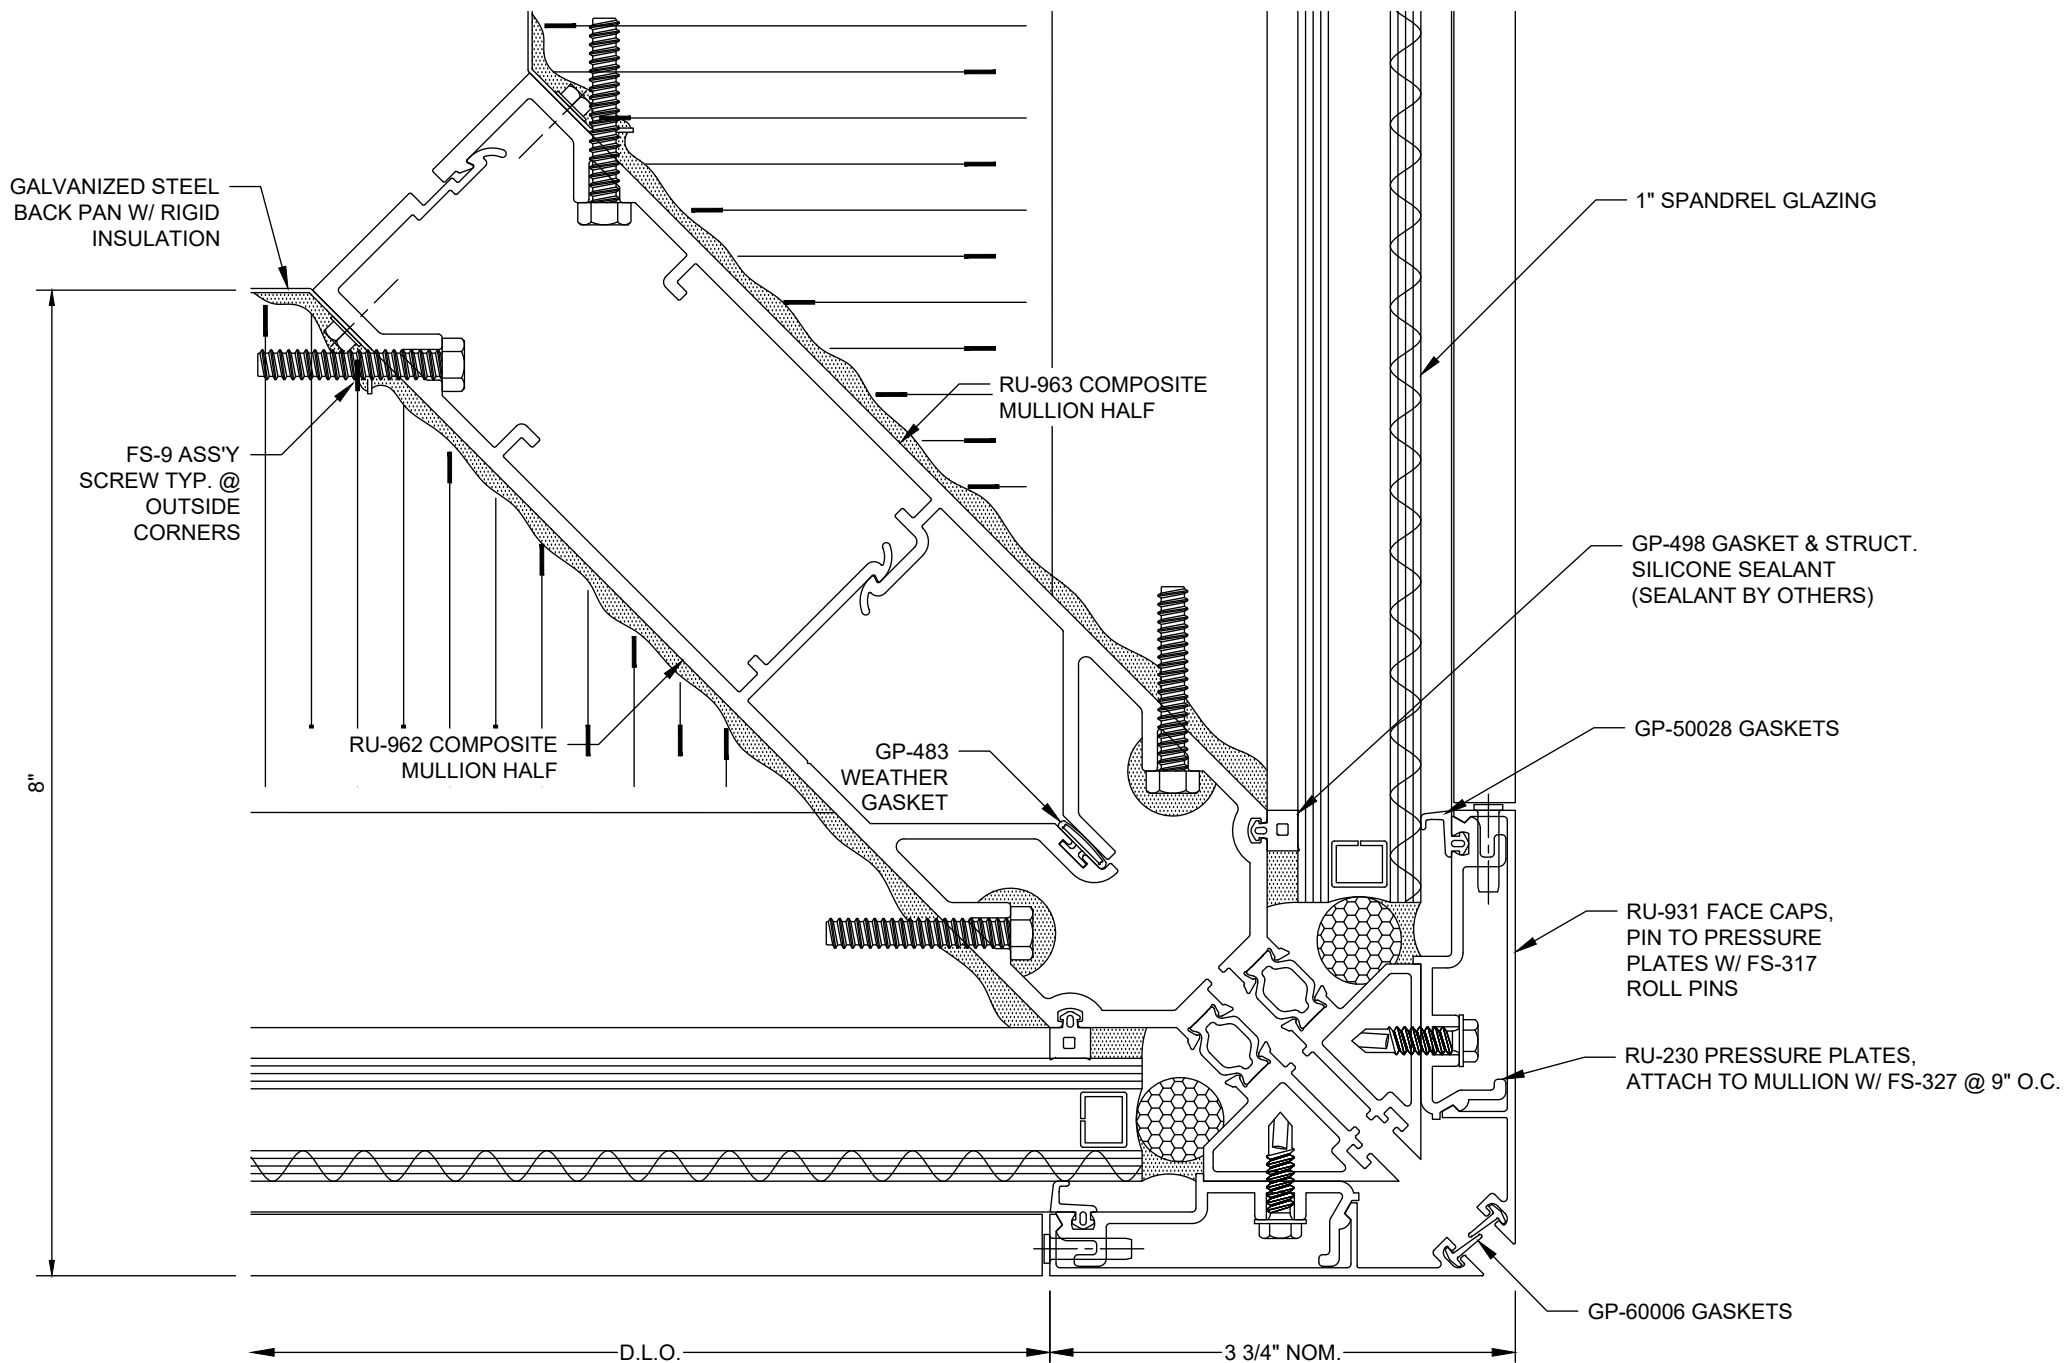 GALVANIZED STEEL
BACK PAN W/ RIGID
INSULATION
1" SPANDREL GLAZING
RU-963 COMPOSITE
MULLION HALF
FS-9 ASS'Y
SCREW TYP. @
OUTSIDE
CORNERS
GP-498 GASKET & STRUCT.
SILICONE SEALANT
(SEALANT BY OTHERS)
8"
RU-962 COMPOSITE
MULLION HALF
GP-483
WEATHER
GASKET
GP-50028 GASKETS
RU-931 FACE CAPS,
PIN TO PRESSURE
PLATES W/ FS-317
ROLL PINS
RU-230 PRESSURE PLATES,
ATTACH TO MULLION W/ FS-327 @ 9" O.C.
GP-60006 GASKETS
D.L.O.
3 3/4" NOM.